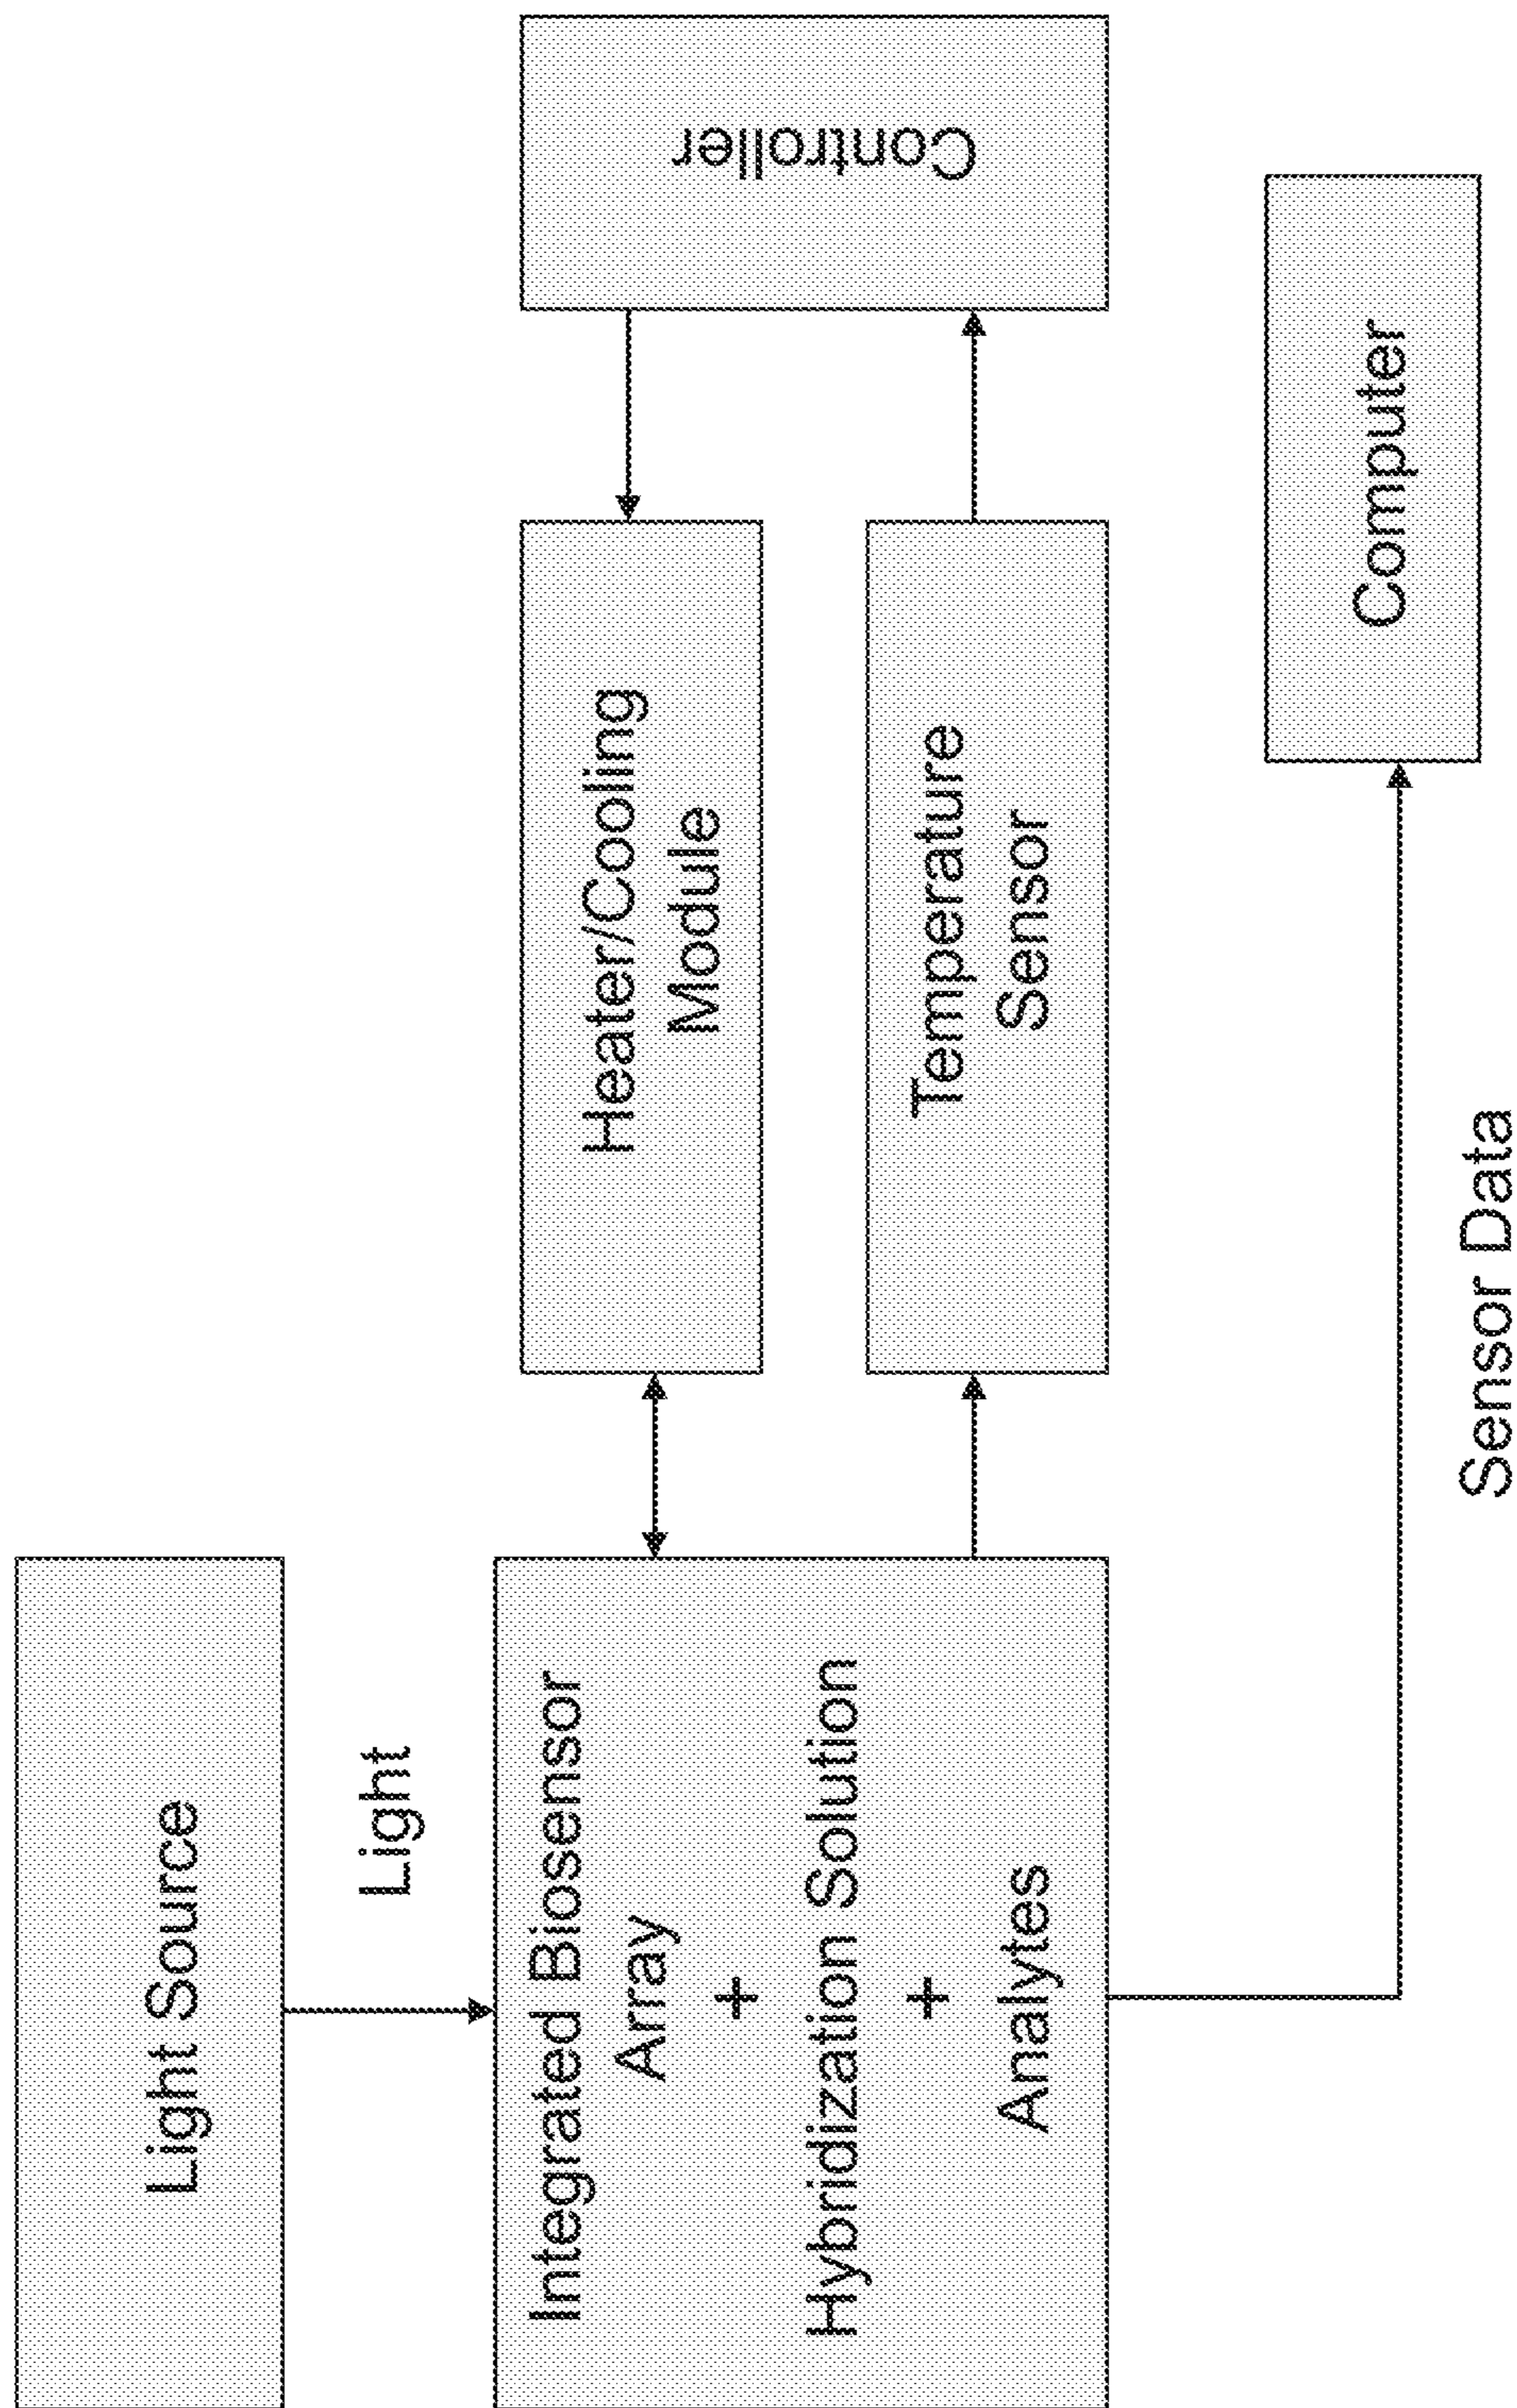 Light Source
Light
Integrated Biosensor
Array
+
Hybridization Solution
+
Analytes
Heater/Cooling
Module
Temperature
Sensor
Controller
Sensor Data
Computer